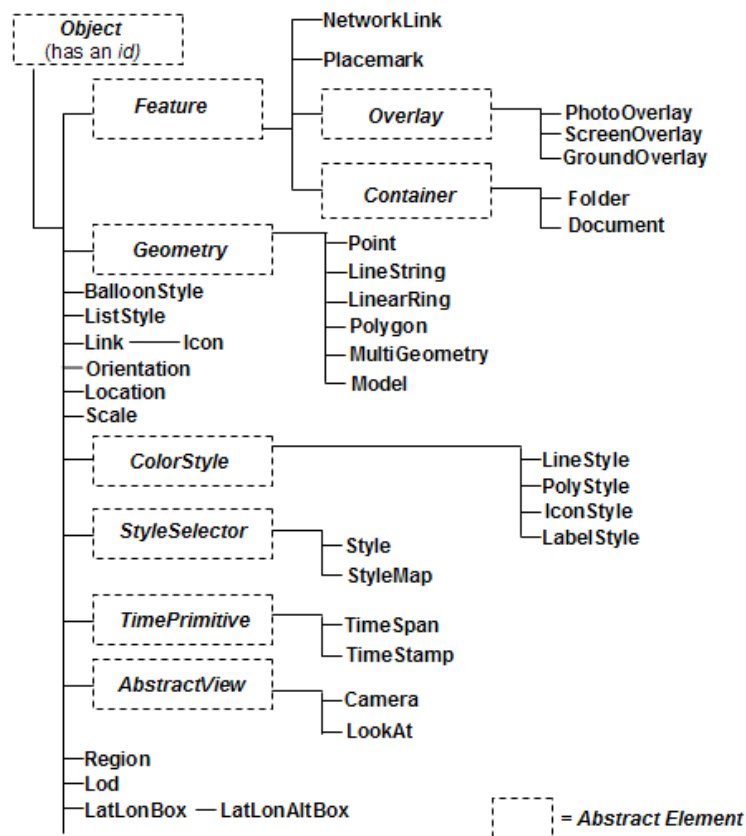 Object
(has an id)
NetworkLink
Placemark
Feature
Overlay
PhotoOverlay
ScreenOverlay
GroundOverlay
Container
Folder
Document
Geometry
Point
LineString
LinearRing
Polygon
MultiGeometry
Model
BalloonStyle
ListStyle
Link Icon
Orientation
Location
Scale
ColorStyle
LineStyle
PolyStyle
IconStyle
LabelStyle
StyleSelector
Style
StyleMap
TimePrimitive
TimeSpan
TimeStamp
AbstractView
Camera
LookAt
Region
Lod
LatLonBox LatLonAltBox
= Abstract Element